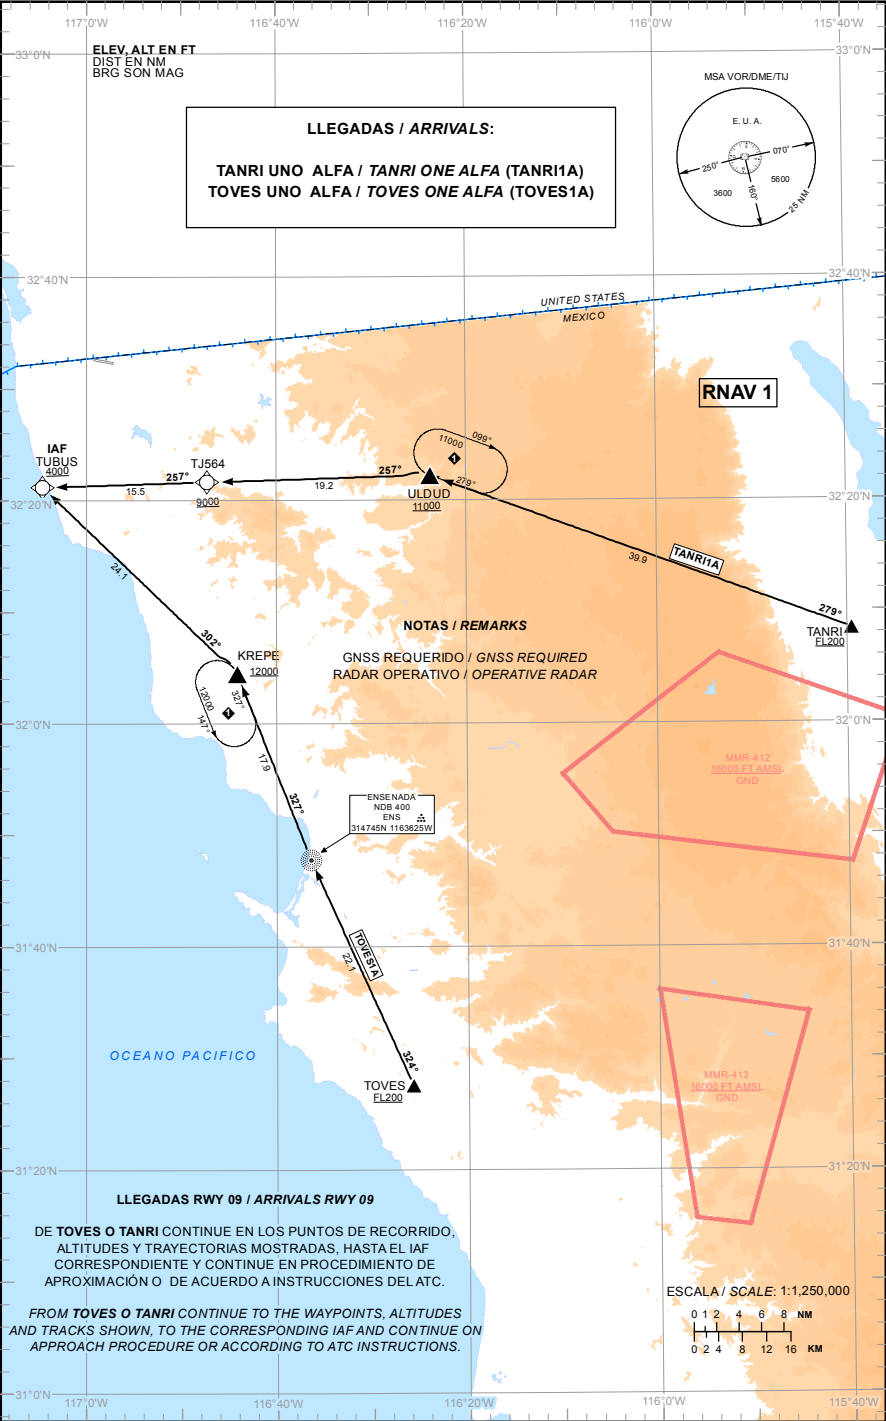 117°0'W
116°40'W
116°20'W
116°0'W
115°40'W
33°0'N
33°0'N
ELEV, ALT EN FT
DIST EN NM
BRG SON MAG
MSA VOR/DME/TIJ
E. U. A.
070°
250°
160°
5600
3600
25 NM
LLEGADAS / ARRIVALS:
TANRI UNO ALFA / TANRI ONE ALFA (TANRI1A)
TOVES UNO ALFA / TOVES ONE ALFA (TOVES1A)
32°40'N
32°40'N
UNITED STATES
MEXICO
RNAV 1
IAF
TUBUS
4000
257°
15.5
TJ564
9000
257°
19.2
11000
099°
1
279°
ULDUD
11000
32°20'N
32°20'N
TANRI1A
39.9
279°
TANRI
FL200
24.1
302°
KREPE
12000
12000
147°
1
327°
17.9
327°
NOTAS / REMARKS
GNSS REQUERIDO / GNSS REQUIRED
RADAR OPERATIVO / OPERATIVE RADAR
32°0'N
32°0'N
MMR-412
16000 FT AMSL
GND
ENSENADA
NDB 400
ENS
314745N 1163625W
TOVES1A
22.1
324°
TOVES
FL200
31°40'N
31°40'N
OCEANO PACIFICO
MMR-413
16000 FT AMSL
GND
31°20'N
31°20'N
LLEGADAS RWY 09 / ARRIVALS RWY 09
DE TOVES O TANRI CONTINUE EN LOS PUNTOS DE RECORRIDO,
ALTITUDES Y TRAYECTORIAS MOSTRADAS, HASTA EL IAF
CORRESPONDIENTE Y CONTINUE EN PROCEDIMIENTO DE
APROXIMACIÓN O DE ACUERDO A INSTRUCCIONES DEL ATC.
FROM TOVES O TANRI CONTINUE TO THE WAYPOINTS, ALTITUDES
AND TRACKS SHOWN, TO THE CORRESPONDING IAF AND CONTINUE ON
APPROACH PROCEDURE OR ACCORDING TO ATC INSTRUCTIONS.
ESCALA / SCALE: 1:1,250,000
0 1 2 4 6 8 NM
0 2 4 8 12 16 KM
31°0'N
31°0'N
117°0'W
116°40'W
116°20'W
116°0'W
115°40'W